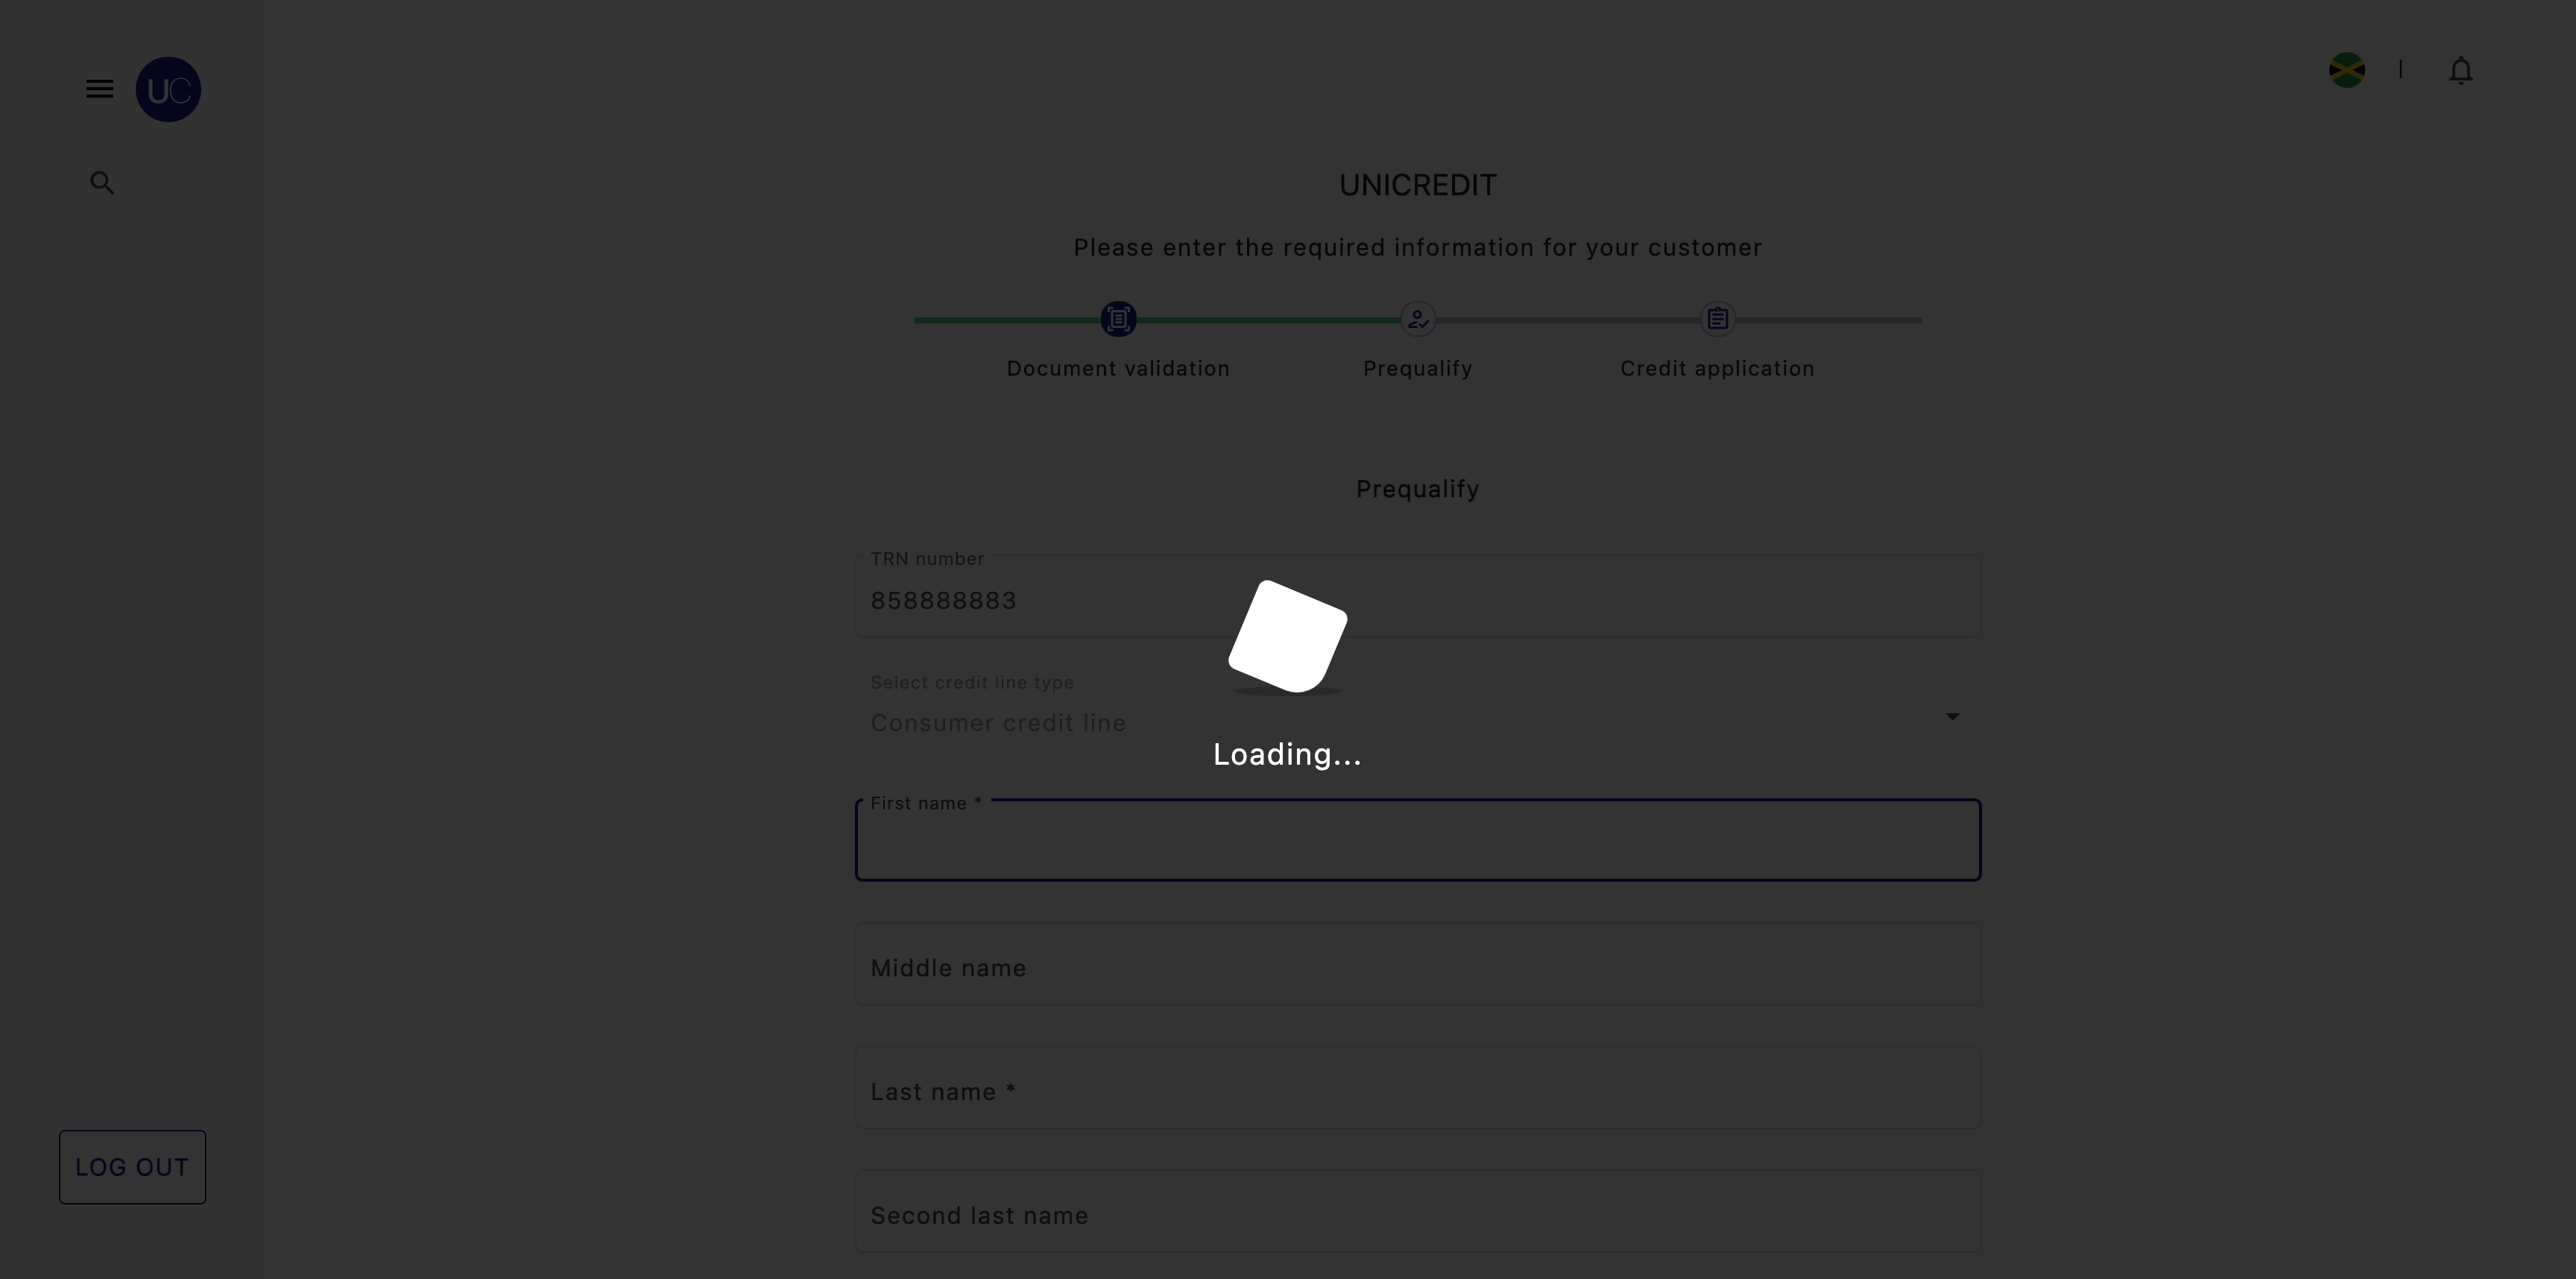 UC
UNICREDIT
Please enter the required information for your customer
Document validation
Prequalify
Credit application
Prequalify
TRN number
858888883
Select credit line type
Consumer credit line
Loading...
First name *
Middle name
Last name *
Second last name
LOG OUT